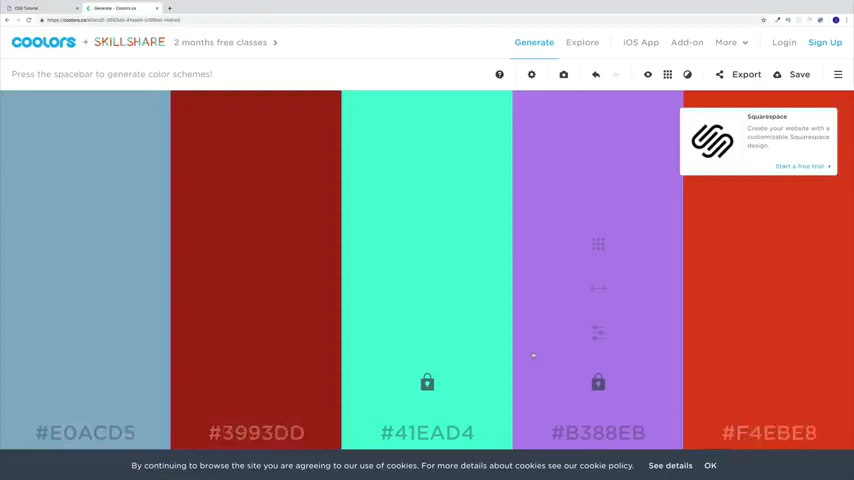 CSS Tutorial
Generate - Coolors.co
coolors + SKILLSHARE 2 months free classes
Generate Explore iOS App Add-on More Login Sign Up
Press the spacebar to generate color schemes!
Export Save
Squarespace
Create your website with a
customizable Squarespace
design.
Start a free trial
#E0ACD5 #3993DD #41EAD4 #B388EB #F4EBE8
By continuing to browse the site you are agreeing to our use of cookies. For more details about cookies see our cookie policy. See details OK